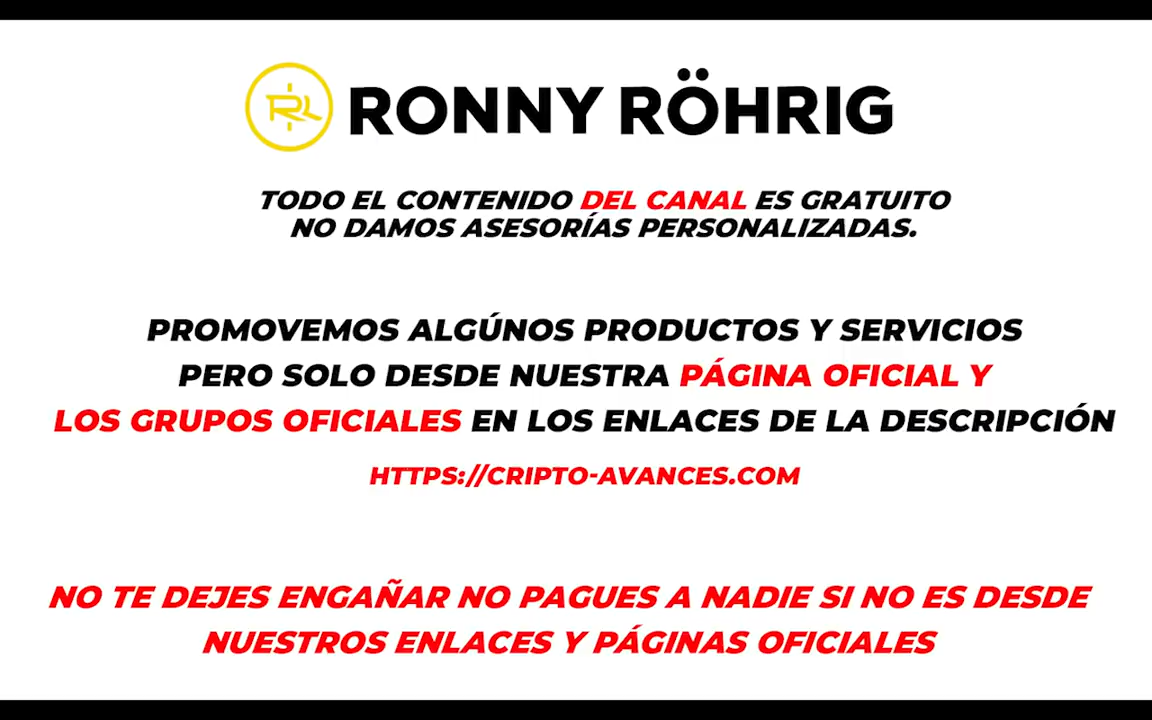 RONNY RÖHRIG
TODO EL CONTENIDO DEL CANAL ES GRATUITO
NO DAMOS ASESORÍAS PERSONALIZADAS.
PROMOVEMOS ALGÚNOS PRODUCTOS Y SERVICIOS
PERO SOLO DESDE NUESTRA PÁGINA OFICIAL Y
LOS GRUPOS OFICIALES EN LOS ENLACES DE LA DESCRIPCIÓN
HTTPS://CRIPTO-AVANCES.COM
NO TE DEJES ENGAÑAR NO PAGUES A NADIE SI NO ES DESDE
NUESTROS ENLACES Y PÁGINAS OFICIALES